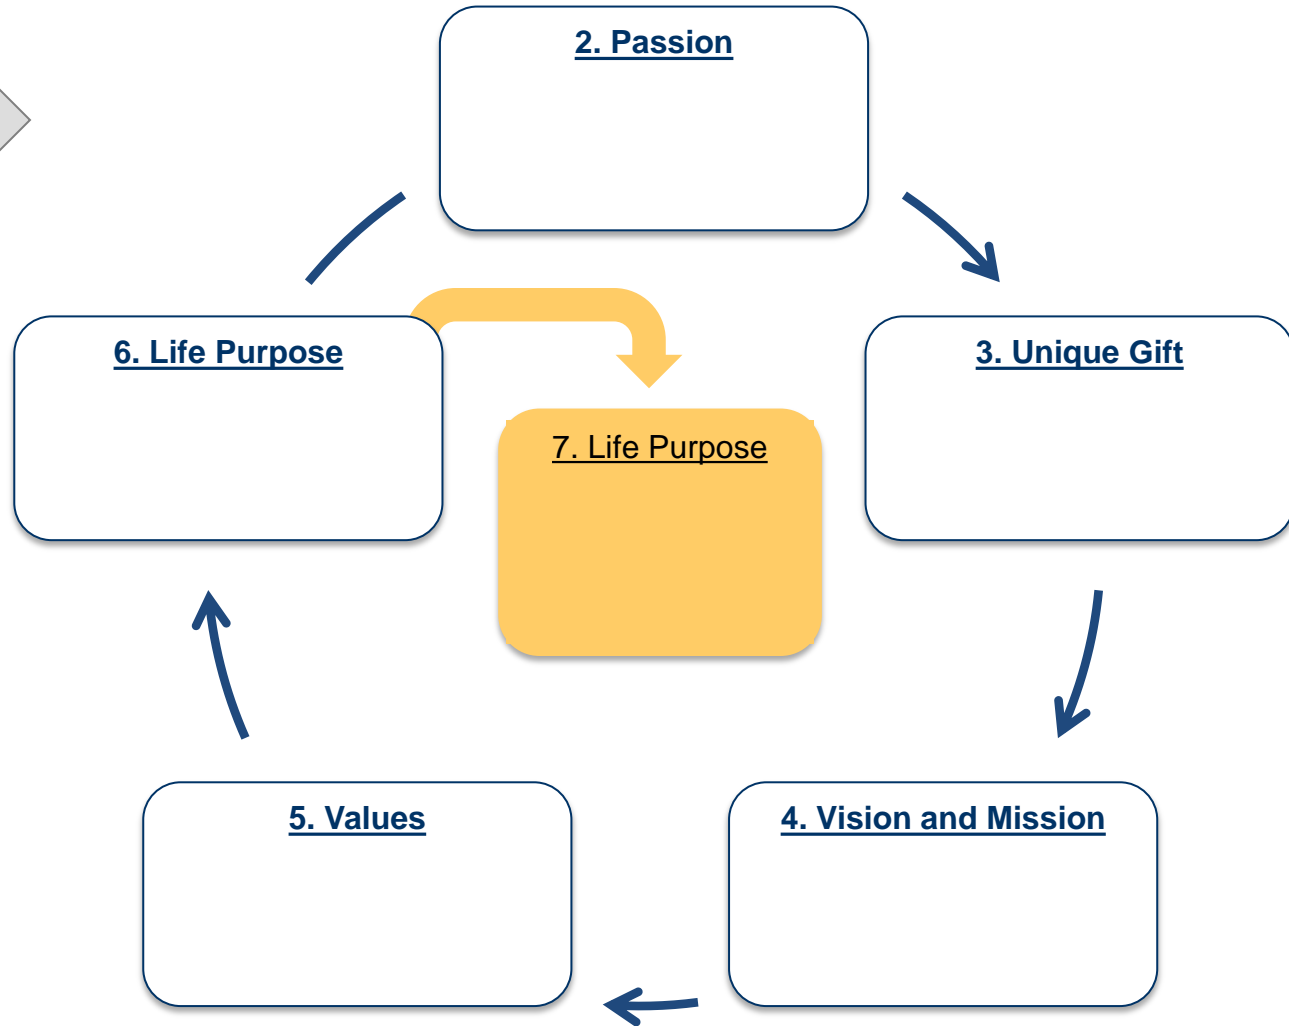 2. Passion
6. Life Purpose
3. Unique Gift
7. Life Purpose
5. Values
4. Vision and Mission